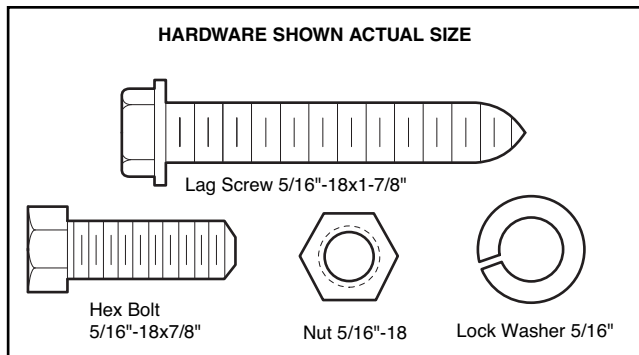 HARDWARE SHOWN ACTUAL SIZE
Lag Screw 5/16"-18x1-7/8"
Hex Bolt
5/16"-18x7/8"
Nut 5/16"-18
Lock Washer 5/16"